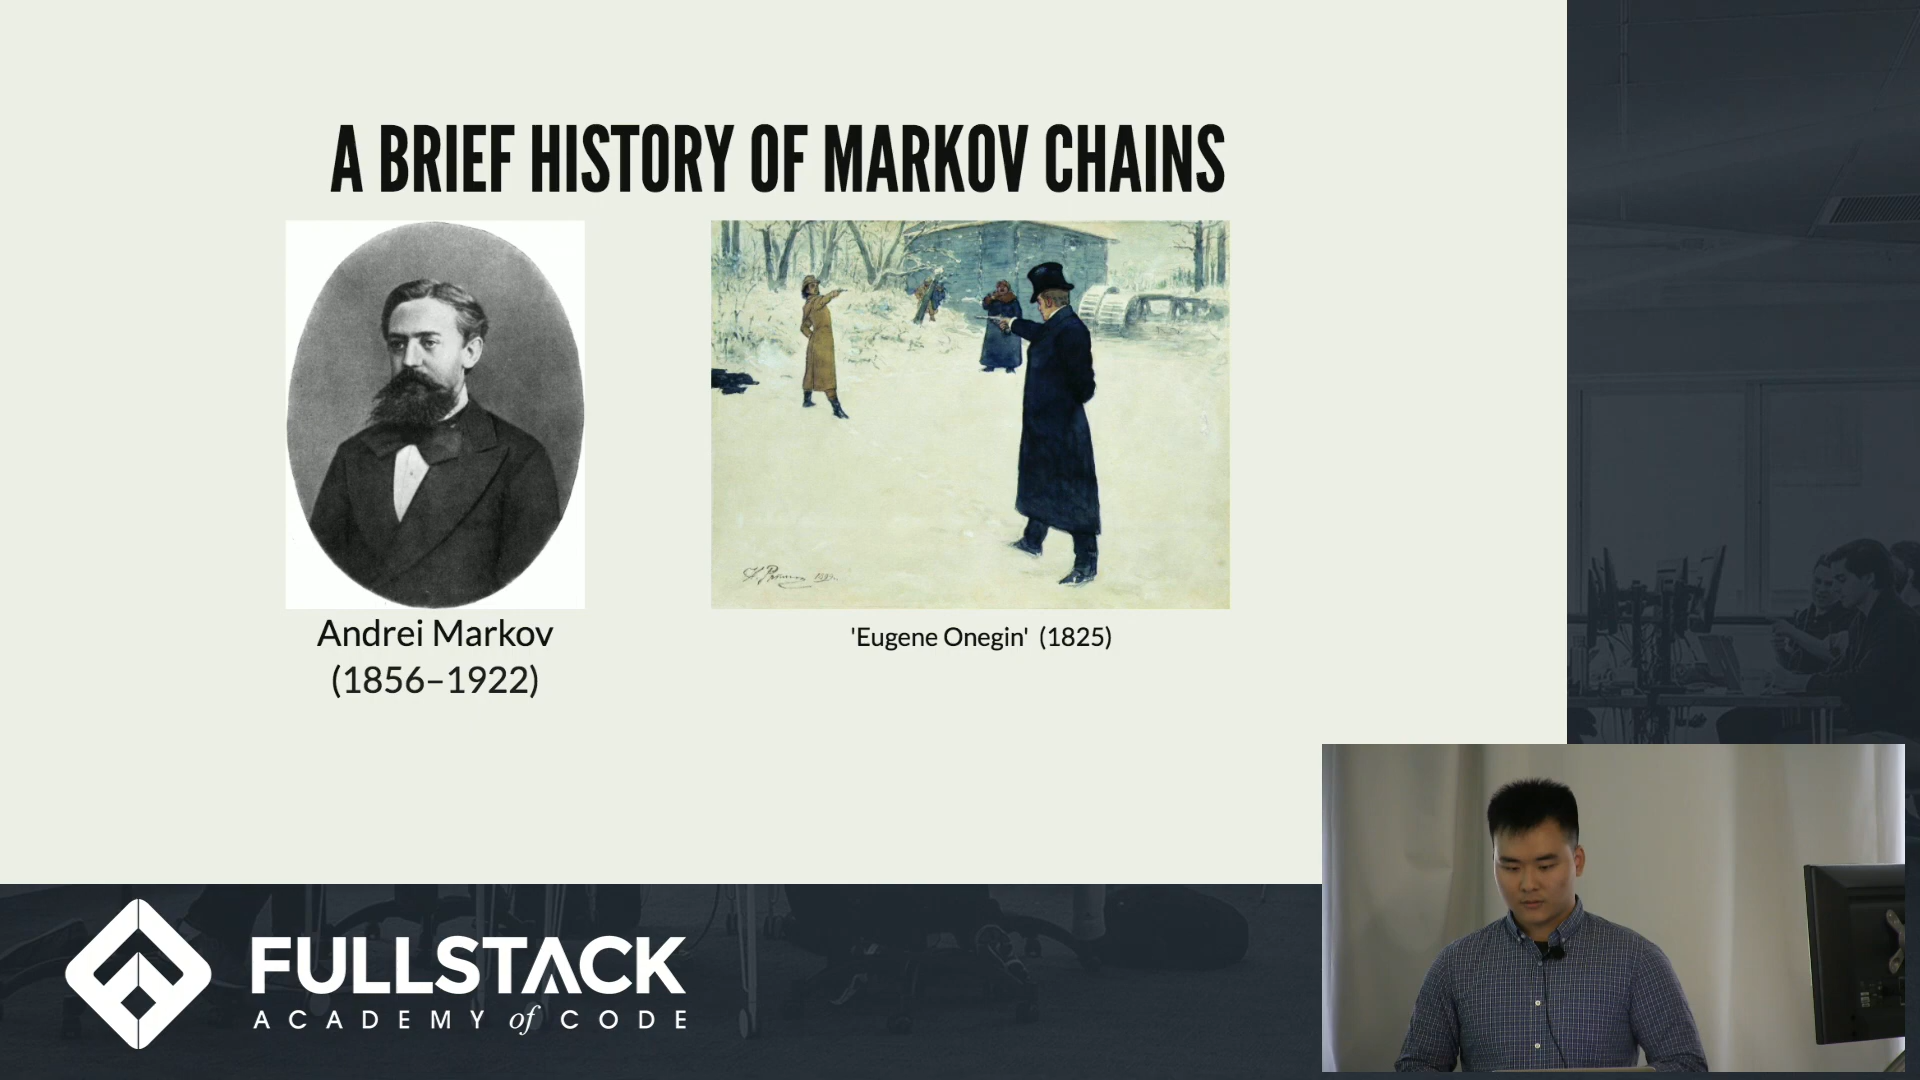 A BRIEF HISTORY OF MARKOV CHAINS
Andrei Markov
(1856–1922)
'Eugene Onegin' (1825)
FULLSTACK
ACADEMY of CODE